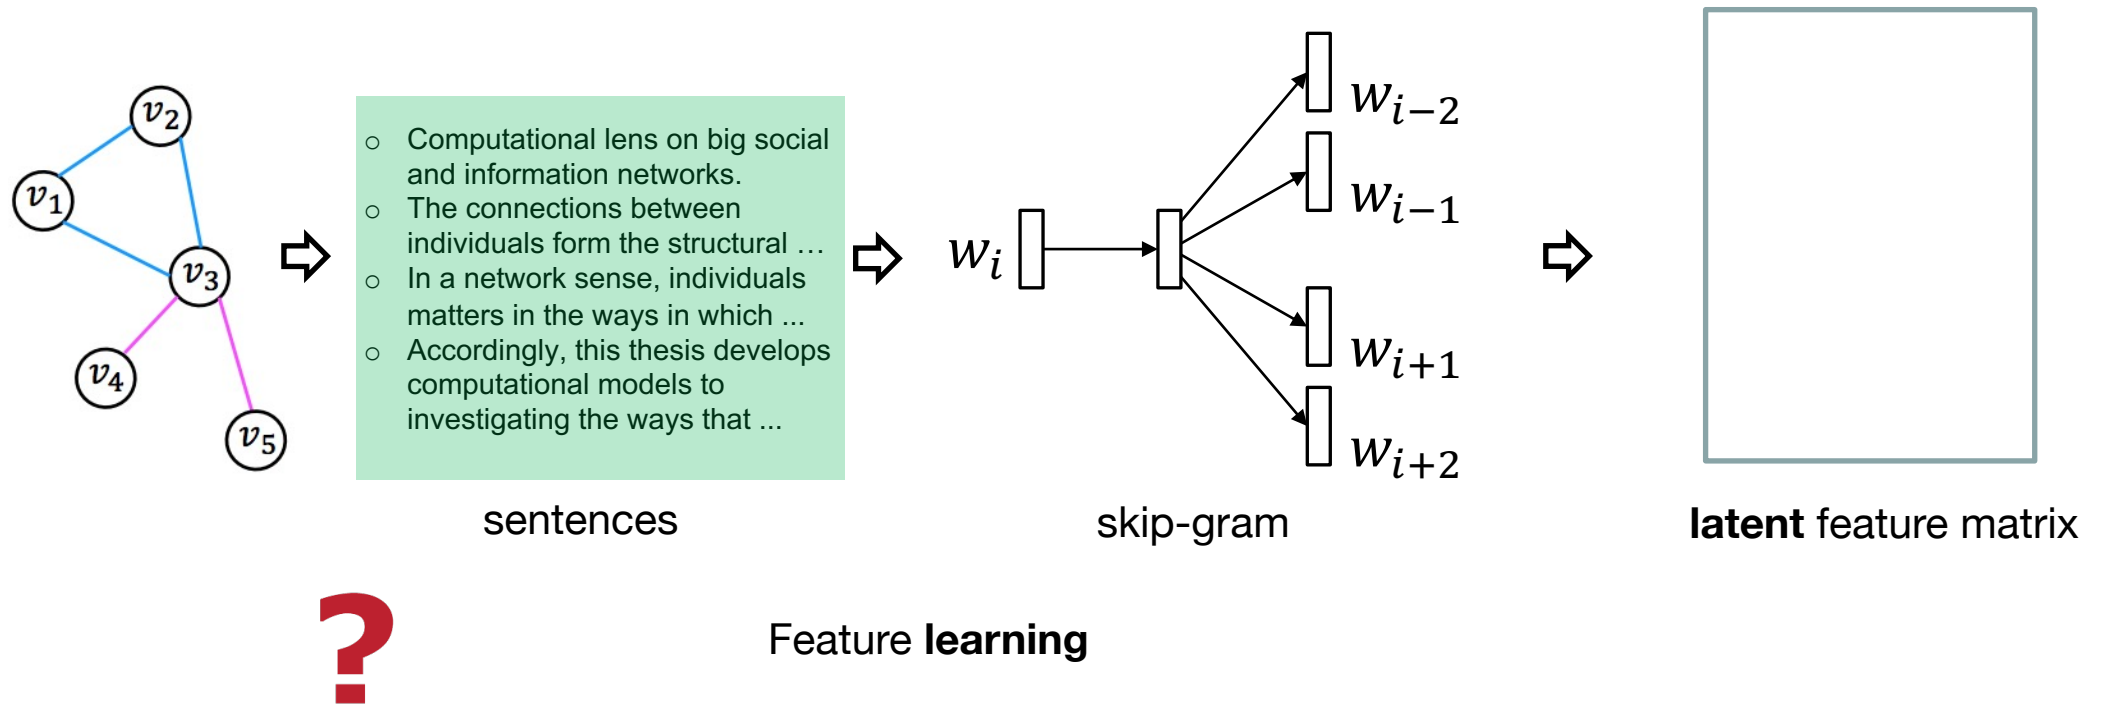 v₂
v₁
v₃
v₄
v₅
○ Computational lens on big social
and information networks.
○ The connections between
individuals form the structural …
○ In a network sense, individuals
matters in the ways in which ...
○ Accordingly, this thesis develops
computational models to
investigating the ways that ...
sentences
wᵢ
wᵢ₋₂
wᵢ₋₁
wᵢ₊₁
wᵢ₊₂
skip-gram
latent feature matrix
?
Feature learning